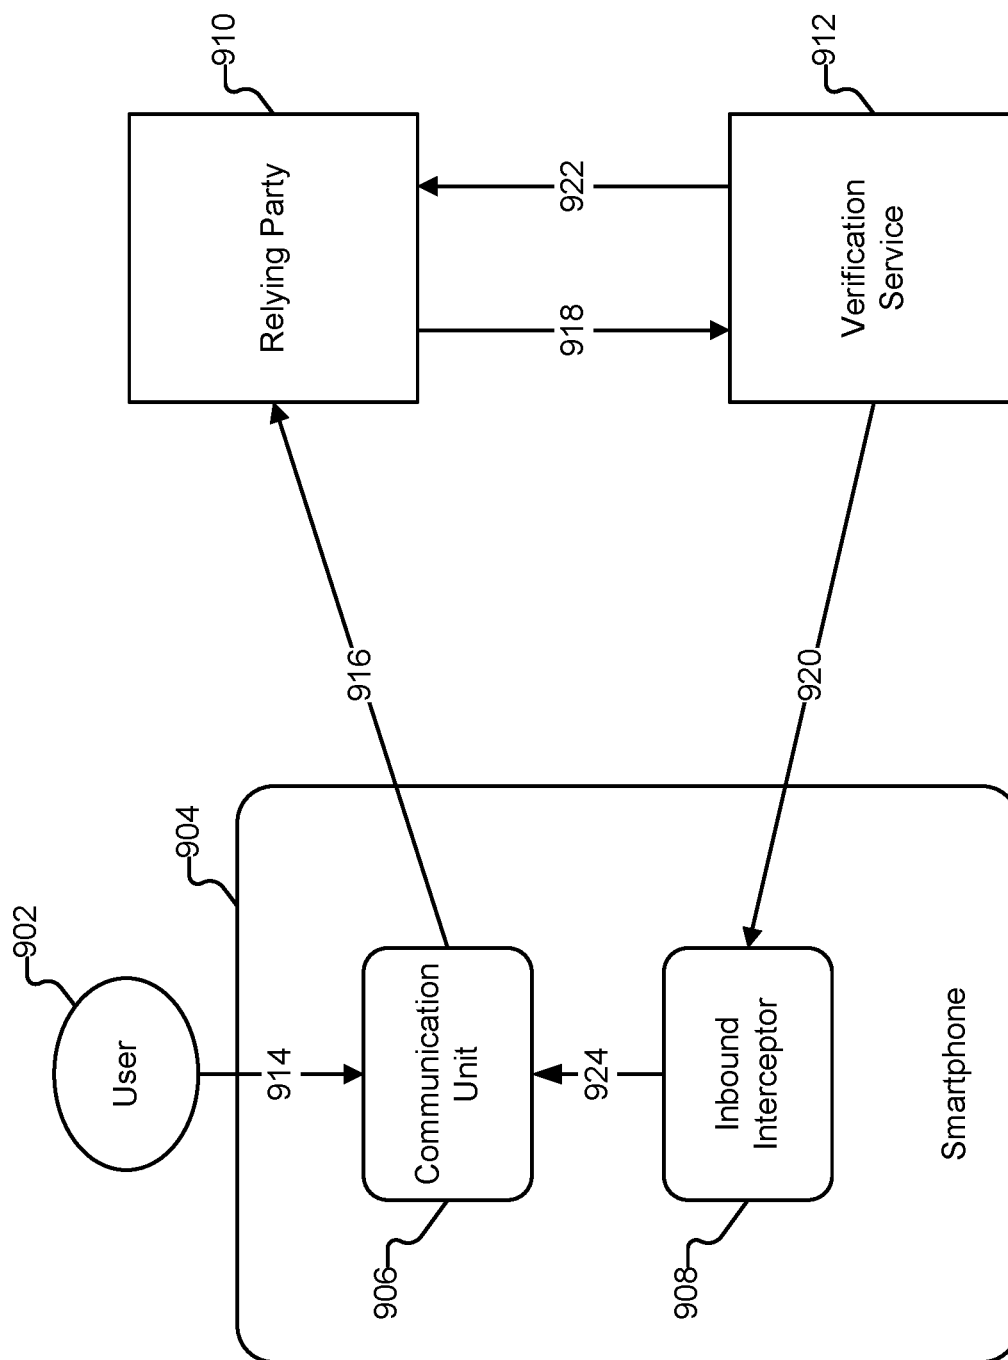 902
User
904
914
906
Communication
Unit
924
908
Inbound
Interceptor
Smartphone
916
920
910
Relying Party
918
922
912
Verification
Service